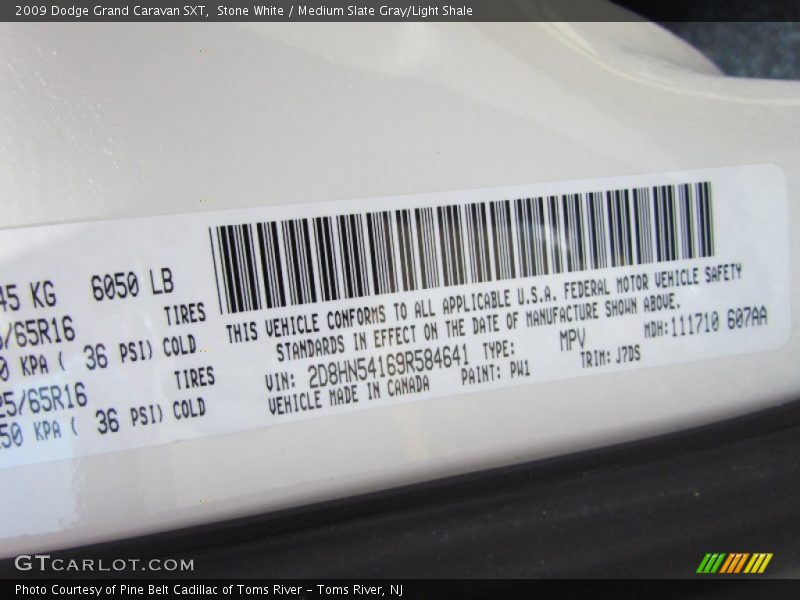 2009 Dodge Grand Caravan SXT, Stone White / Medium Slate Gray/Light Shale
45 KG 6050 LB
/65R16 TIRES
0 KPA ( 36 PSI) COLD
25/65R16 TIRES
250 KPA ( 36 PSI) COLD
THIS VEHICLE CONFORMS TO ALL APPLICABLE U.S.A. FEDERAL MOTOR VEHICLE SAFETY
STANDARDS IN EFFECT ON THE DATE OF MANUFACTURE SHOWN ABOVE.
VIN: 2D8HN54169R584641 TYPE: MPV MDH:111710 607AA
VEHICLE MADE IN CANADA PAINT: PW1 TRIM: J7DS
GTCARLOT.COM
Photo Courtesy of Pine Belt Cadillac of Toms River – Toms River, NJ